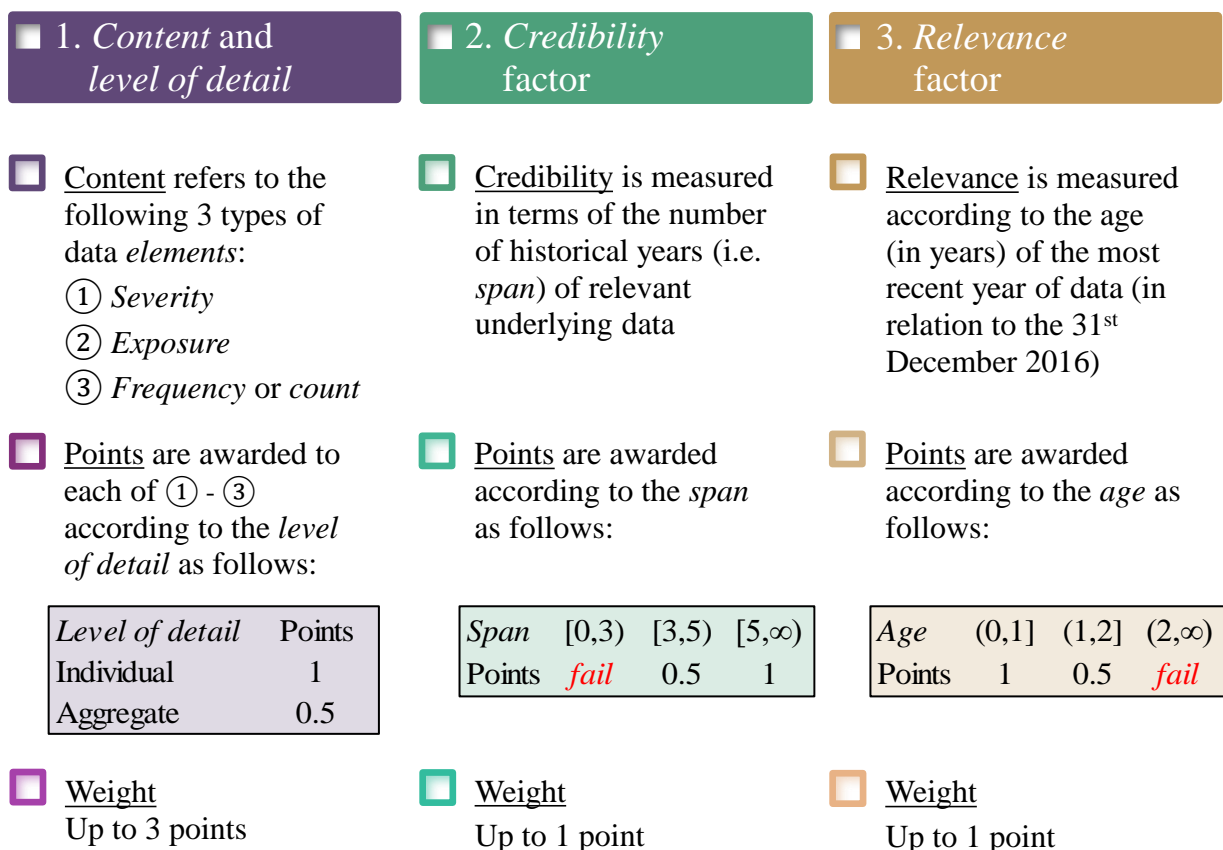 1. Content and
level of detail
Content refers to the
following 3 types of
data elements:
① Severity
② Exposure
③ Frequency or count
Points are awarded to
each of ① - ③
according to the level
of detail as follows:
Level of detail Points
Individual 1
Aggregate 0.5
Weight
Up to 3 points
2. Credibility
factor
Credibility is measured
in terms of the number
of historical years (i.e.
span) of relevant
underlying data
Points are awarded
according to the span
as follows:
Span [0,3) [3,5) [5,∞)
Points fail 0.5 1
Weight
Up to 1 point
3. Relevance
factor
Relevance is measured
according to the age
(in years) of the most
recent year of data (in
relation to the 31st
December 2016)
Points are awarded
according to the age as
follows:
Age (0,1] (1,2] (2,∞)
Points 1 0.5 fail
Weight
Up to 1 point